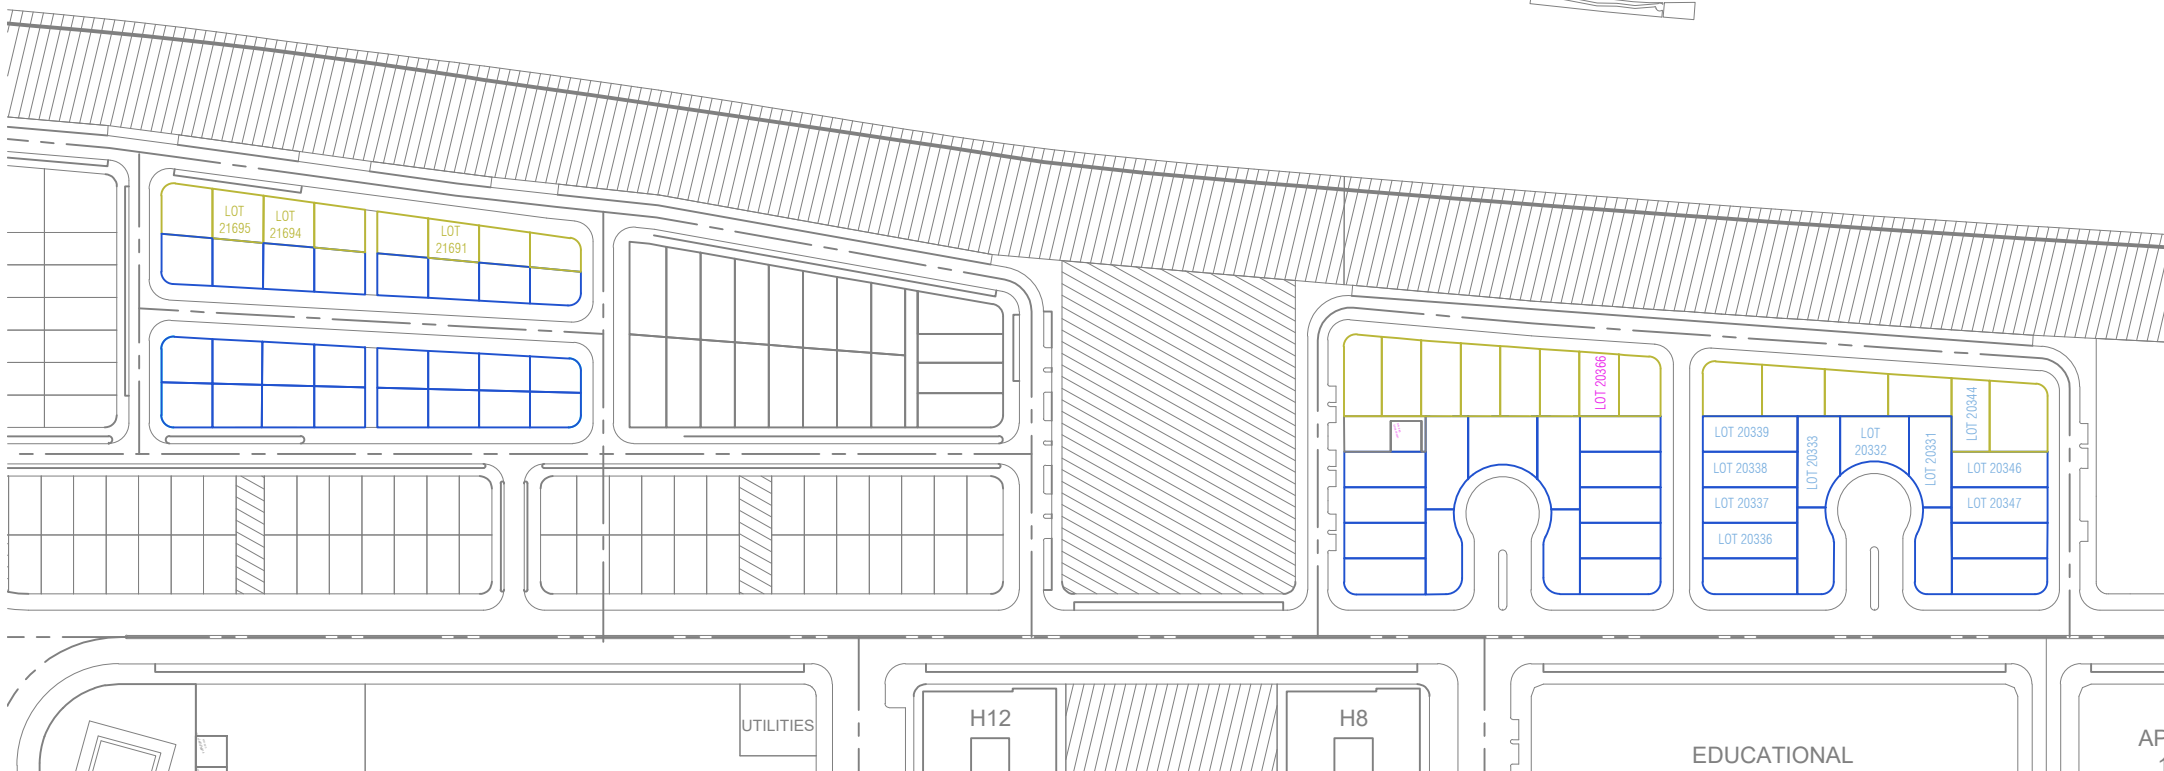 LOT
21695
LOT
21694
LOT
21691
LOT 20366
LOT 20344
LOT 20339
LOT 20333
LOT
20332
LOT 20331
LOT 20338
LOT 20346
LOT 20337
LOT 20347
LOT 20336
UTILITIES
H12
H8
EDUCATIONAL